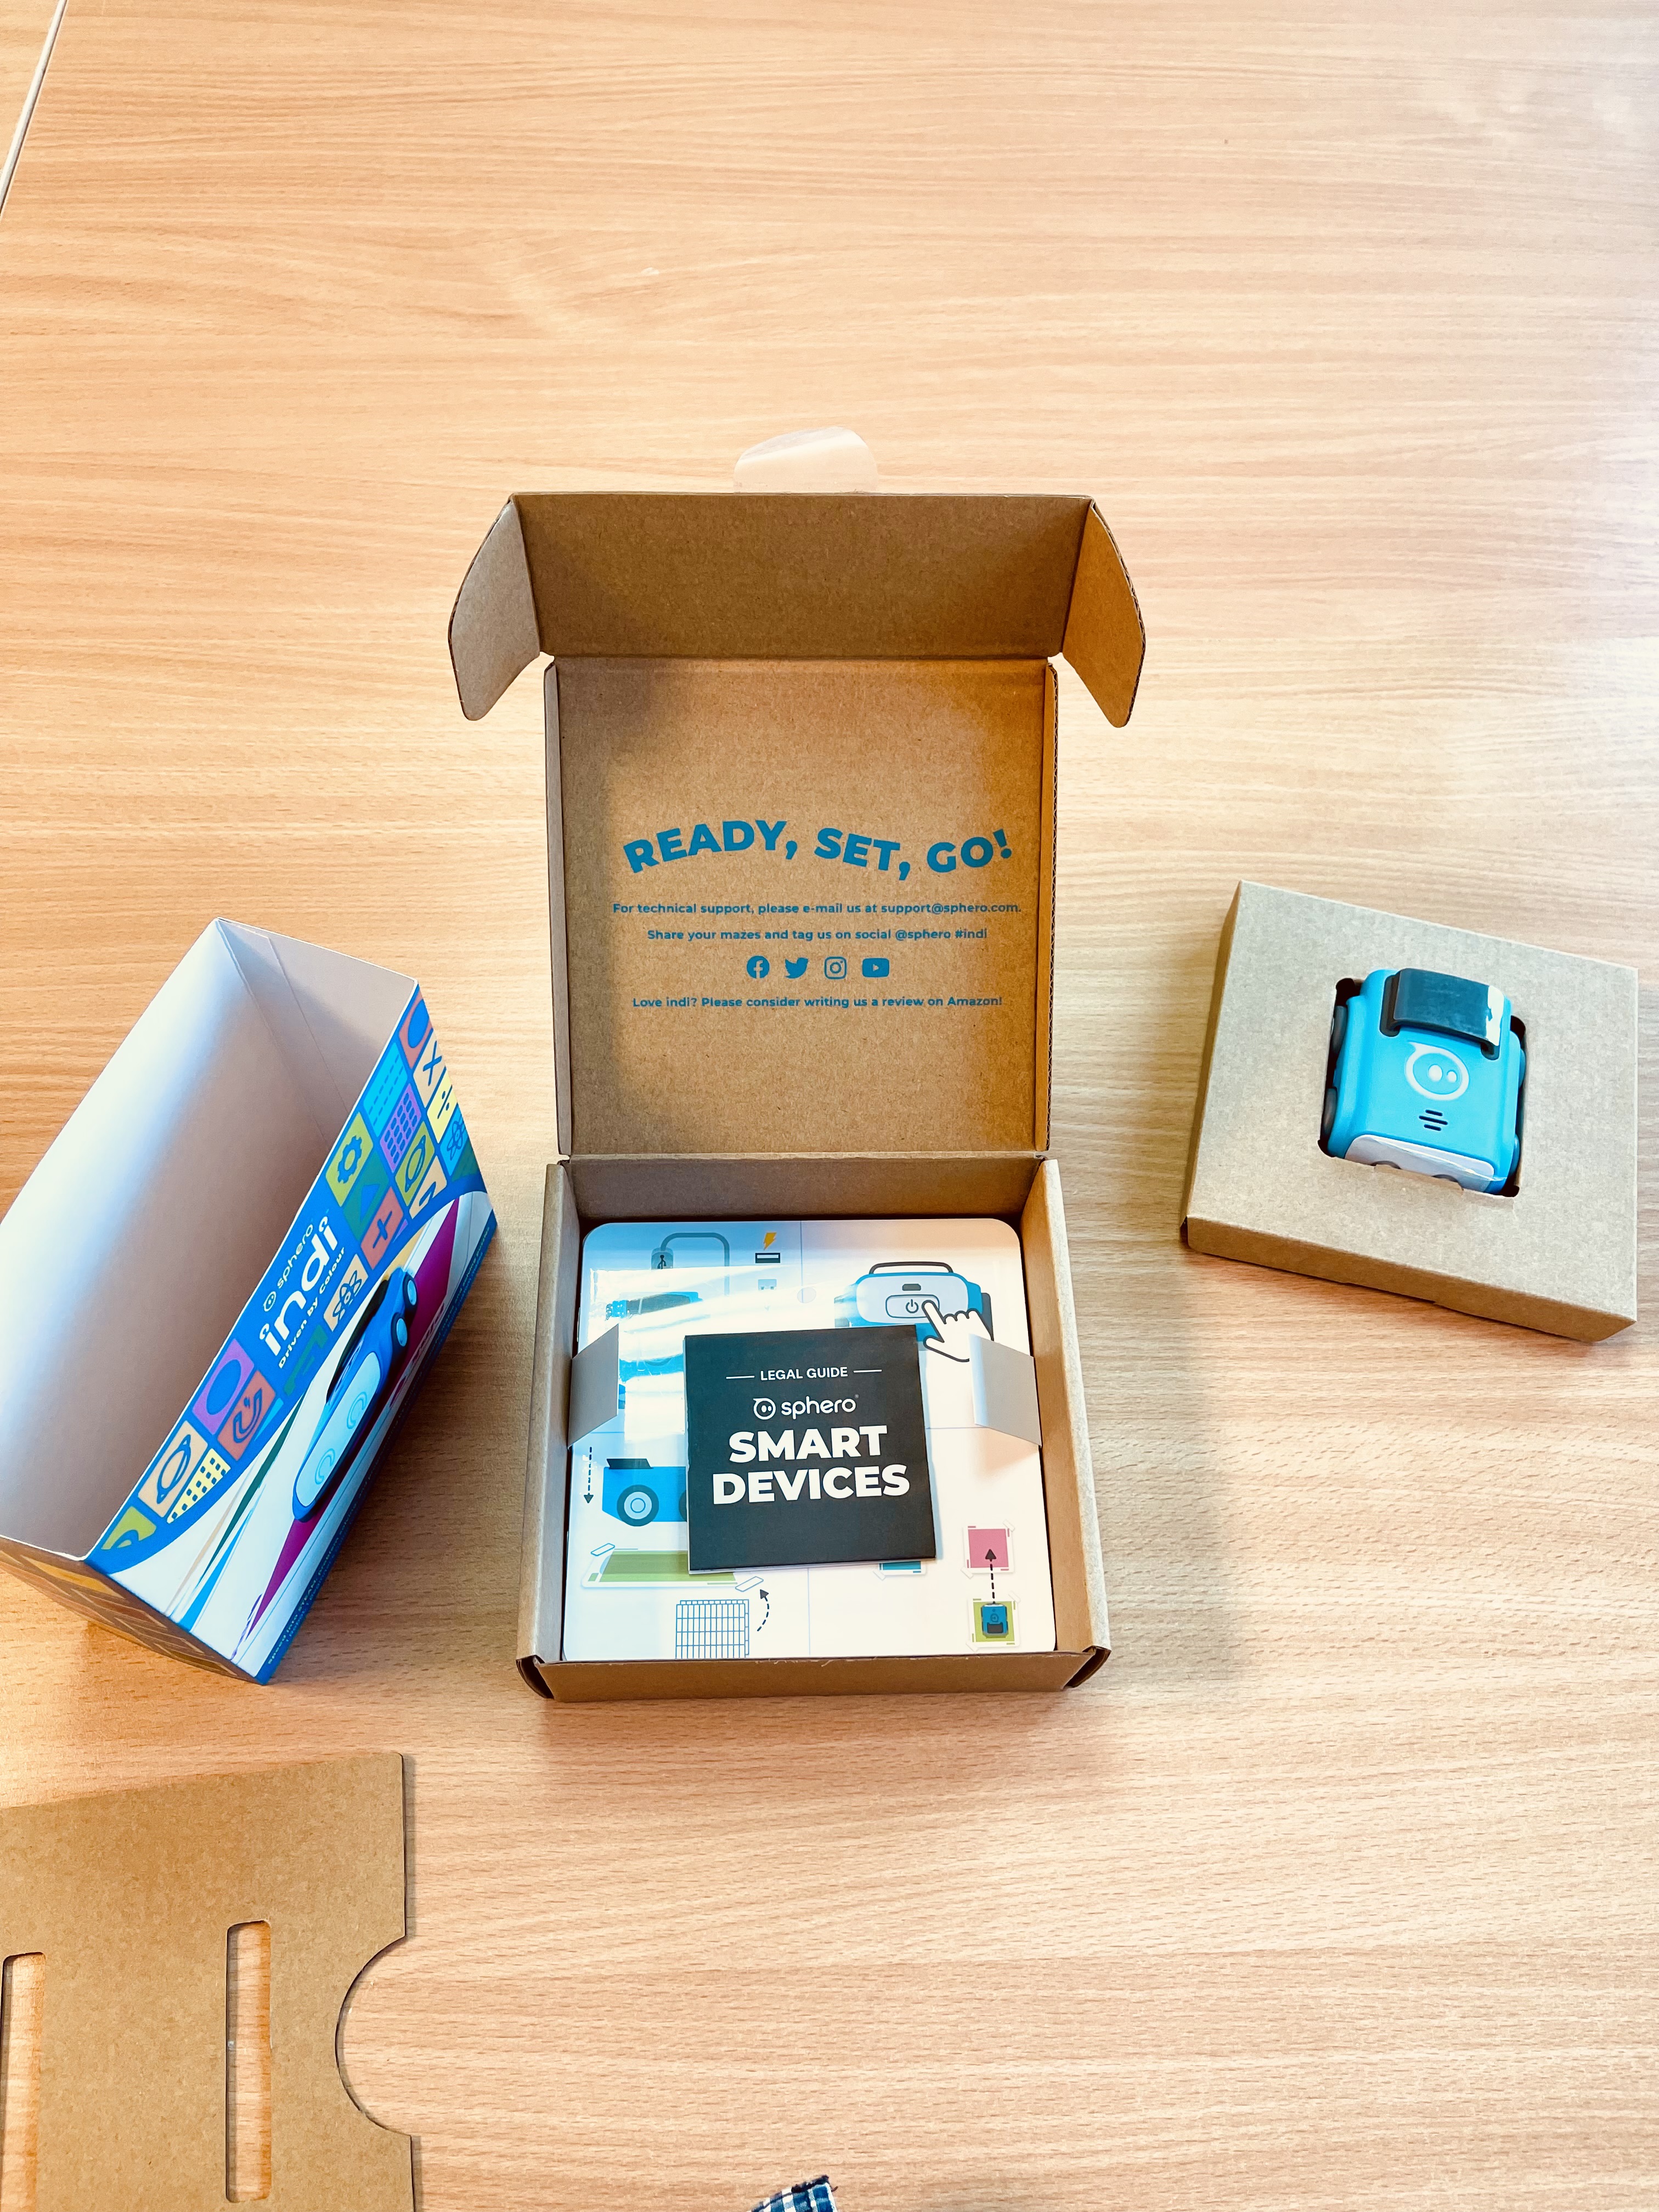 READY, SET, GO!
For technical support, please e-mail us at support@sphero.com.
Share your mazes and tag us on social @sphero #indi
Love indi? Please consider writing us a review on Amazon!
sphero
indi
Driven by Colour
LEGAL GUIDE
sphero
SMART
DEVICES